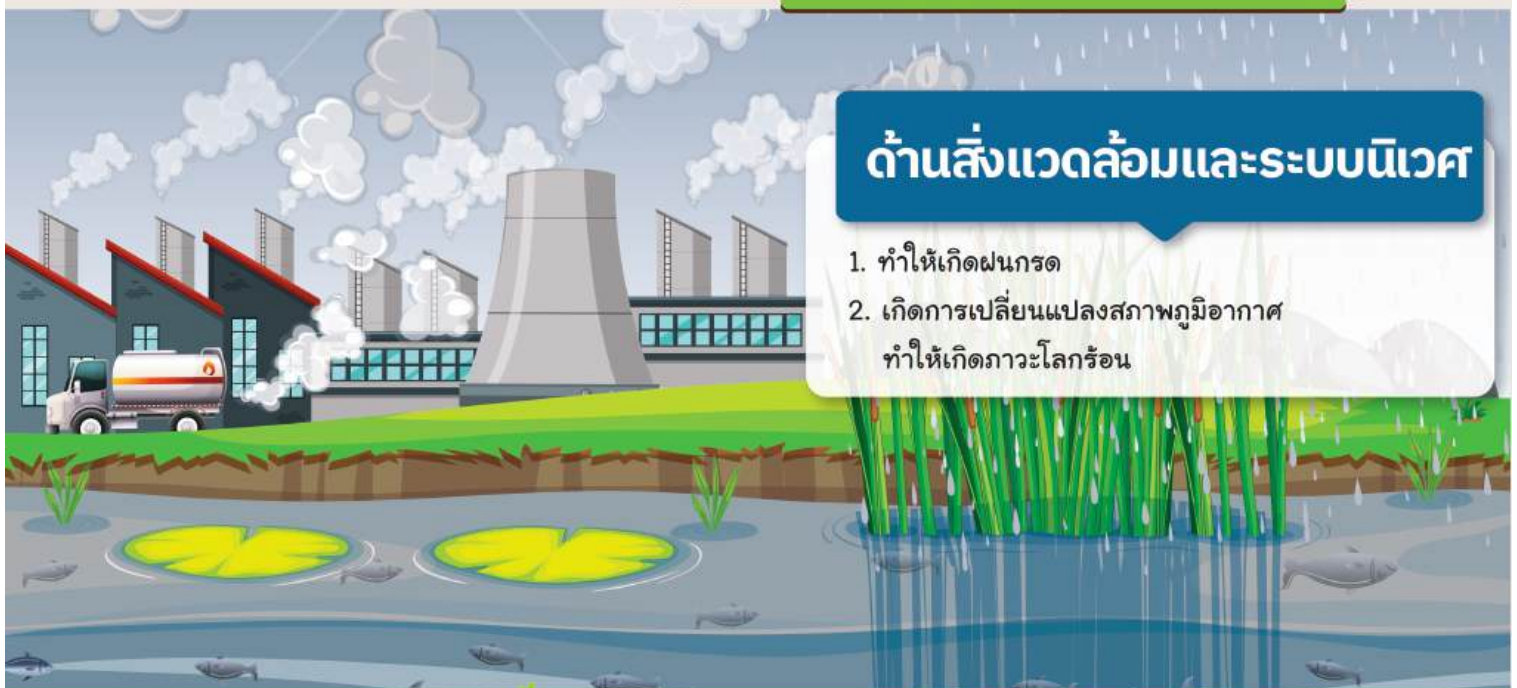 ด้านสิ่งแวดล้อมและระบบนิเวศ
1. ทำให้เกิดฝนกรด
2. เกิดการเปลี่ยนแปลงสภาพภูมิอากาศ
ทำให้เกิดภาวะโลกร้อน